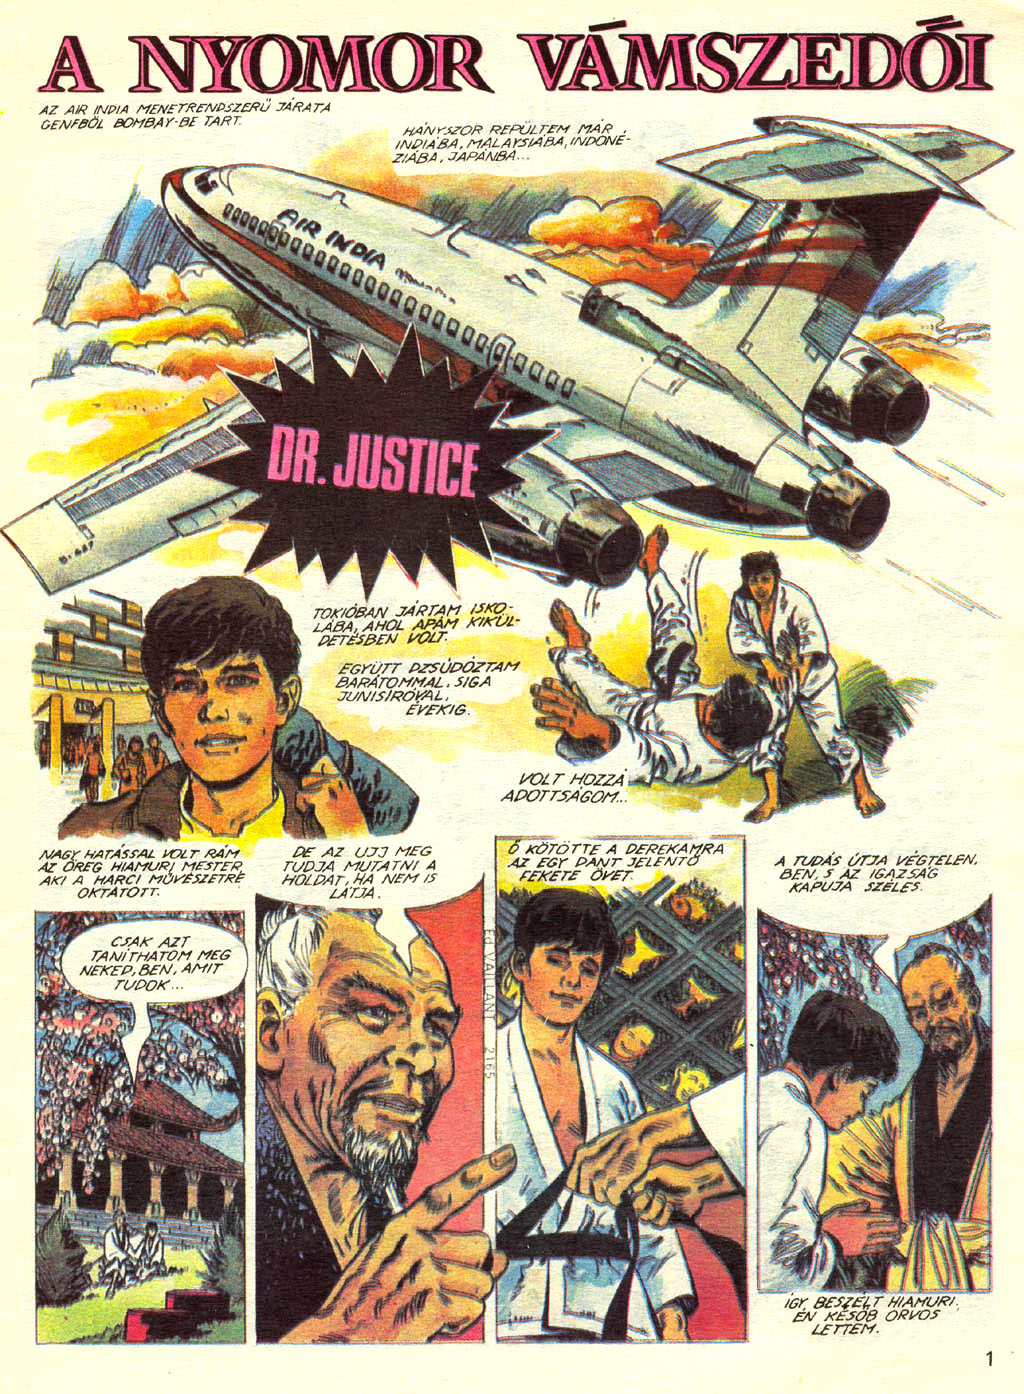 A NYOMOR VÁMSZEDŐI
AZ AIR INDIA MENETRENDSZERŰ JÁRATA
GENFBŐL BOMBAY-BE TART.
HÁNYSZOR REPÜLTEM MÁR
INDIÁBA, MALAYSIÁBA, INDONÉ-
ZIÁBA, JAPÁNBA...
AIR INDIA
DR. JUSTICE
TOKIÓBAN JÁRTAM ISKO-
LÁBA, AHOL APÁM KIKÜL-
DETÉSBEN VOLT.
EGYÜTT DZSÚDÓZTAM
BARÁTOMMAL, SIGA
JUNISIRÓVAL,
ÉVEKIG.
VOLT HOZZÁ
ADOTTSÁGOM...
NAGY HATÁSSAL VOLT RÁM
AZ ÖREG HIAMURI MESTER,
AKI A HARCI MŰVÉSZETRE
OKTATOTT.
CSAK AZT
TANÍTHATOM MEG
NEKED, BEN, AMIT
TUDOK...
DE AZ UJJ MEG
TUDJA MUTATNI A
HOLDAT, HA NEM IS
LÁTJA.
Ő KÖTÖTTE A DEREKAMRA
AZ EGY DANT JELENTŐ
FEKETE ÖVET.
Ed. VAILLANT 2165
A TUDÁS ÚTJA VÉGTELEN,
BEN, S AZ IGAZSÁG
KAPUJA SZÉLES.
ÍGY BESZÉLT HIAMURI.
ÉN KÉSŐB ORVOS
LETTEM.
1